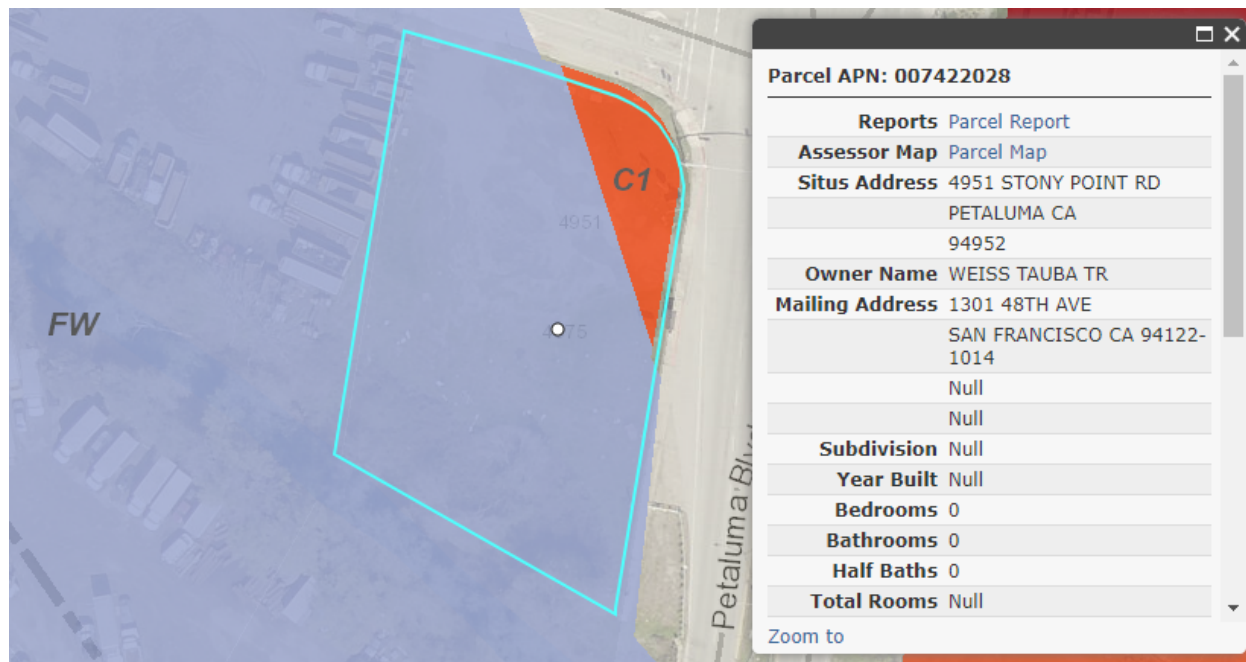 C1
4951
FW
4075
Petaluma Blvd
Parcel APN: 007422028
Reports Parcel Report
Assessor Map Parcel Map
Situs Address 4951 STONY POINT RD
PETALUMA CA
94952
Owner Name WEISS TAUBA TR
Mailing Address 1301 48TH AVE
SAN FRANCISCO CA 94122-
1014
Null
Null
Subdivision Null
Year Built Null
Bedrooms 0
Bathrooms 0
Half Baths 0
Total Rooms Null
Zoom to